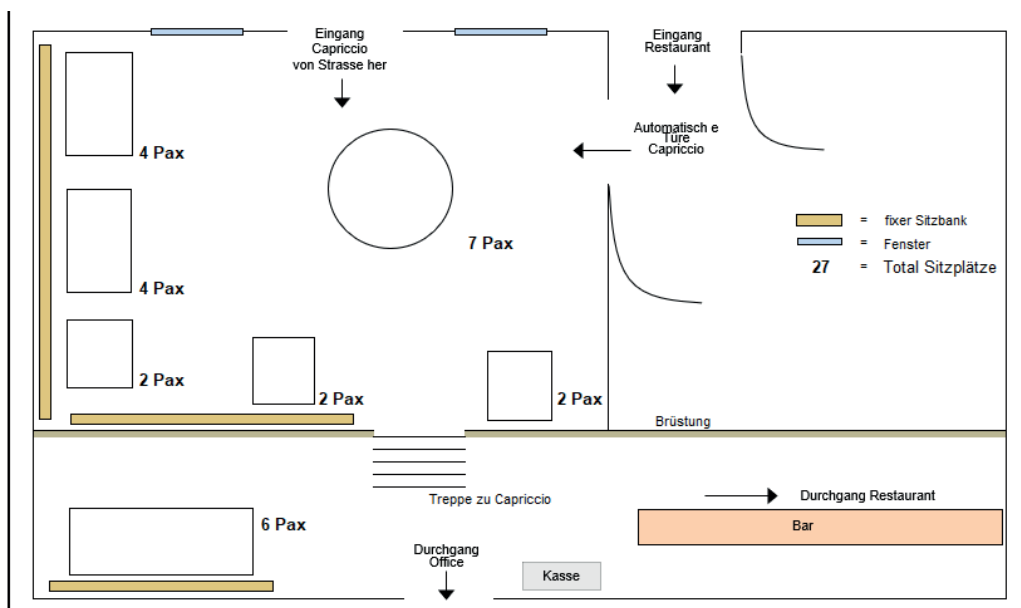 Eingang
Capriccio
von Strasse her
Eingang
Restaurant
Automatisch e
Türe
Capriccio
4 Pax
7 Pax
= fixer Sitzbank
= Fenster
27 = Total Sitzplätze
4 Pax
2 Pax
2 Pax
2 Pax
Brüstung
Treppe zu Capriccio
Durchgang Restaurant
6 Pax
Bar
Durchgang
Office
Kasse